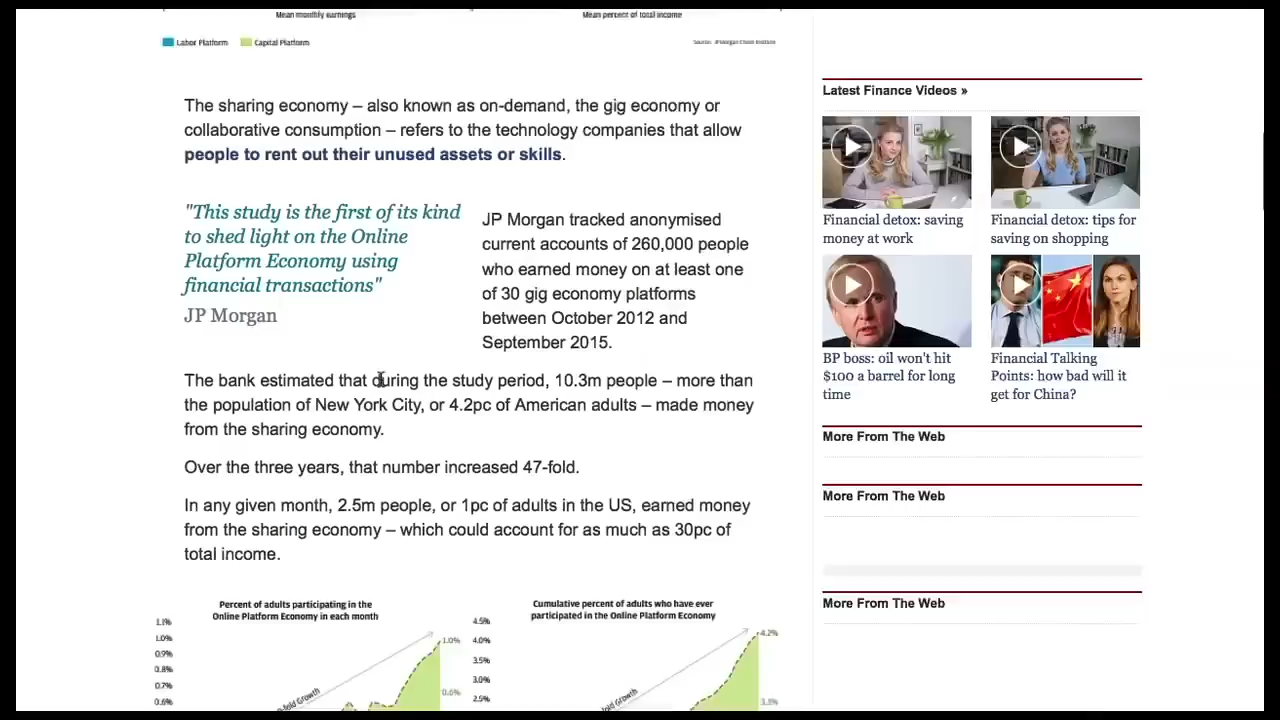 Mean monthly earnings
Mean percent of total income
Labor Platform
Capital Platform
Source: JPMorgan Chase Institute
The sharing economy – also known as on-demand, the gig economy or
collaborative consumption – refers to the technology companies that allow
people to rent out their unused assets or skills.
"This study is the first of its kind
to shed light on the Online
Platform Economy using
financial transactions"
JP Morgan
JP Morgan tracked anonymised
current accounts of 260,000 people
who earned money on at least one
of 30 gig economy platforms
between October 2012 and
September 2015.
The bank estimated that during the study period, 10.3m people – more than
the population of New York City, or 4.2pc of American adults – made money
from the sharing economy.
Over the three years, that number increased 47-fold.
In any given month, 2.5m people, or 1pc of adults in the US, earned money
from the sharing economy – which could account for as much as 30pc of
total income.
Percent of adults participating in the
Online Platform Economy in each month
1.1%
1.0%
0.9%
0.8%
0.7%
0.6%
1.0%
0.6%
-fold Growth
Cumulative percent of adults who have ever
participated in the Online Platform Economy
4.5%
4.0%
3.5%
3.0%
2.5%
4.2%
3.1%
Growth
Latest Finance Videos »
Financial detox: saving
money at work
Financial detox: tips for
saving on shopping
BP boss: oil won't hit
$100 a barrel for long
time
Financial Talking
Points: how bad will it
get for China?
More From The Web
More From The Web
More From The Web